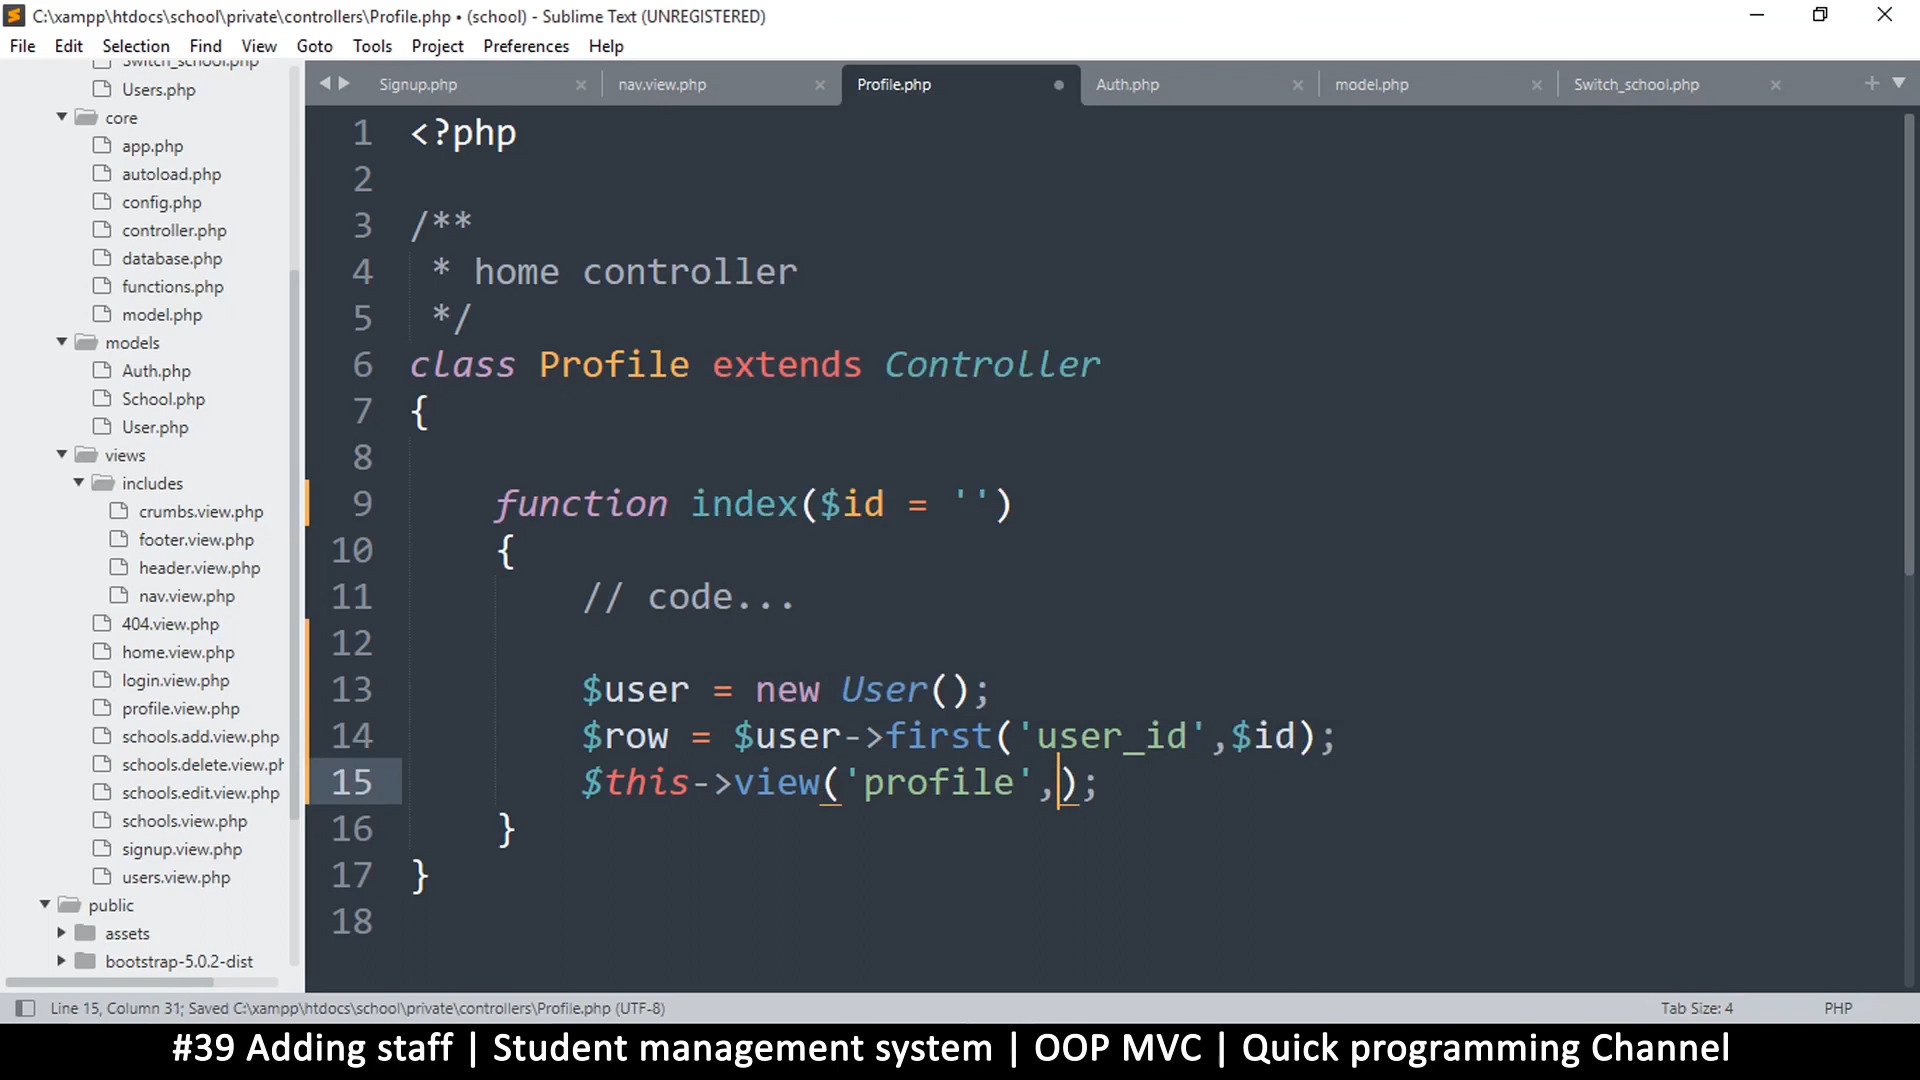 C:\xampp\htdocs\school\private\controllers\Profile.php • (school) - Sublime Text (UNREGISTERED)
File Edit Selection Find View Goto Tools Project Preferences Help
Switch_school.php
Users.php
core
app.php
autoload.php
config.php
controller.php
database.php
functions.php
model.php
models
Auth.php
School.php
User.php
views
includes
crumbs.view.php
footer.view.php
header.view.php
nav.view.php
404.view.php
home.view.php
login.view.php
profile.view.php
schools.add.view.php
schools.delete.view.ph
schools.edit.view.php
schools.view.php
signup.view.php
users.view.php
public
assets
bootstrap-5.0.2-dist
Signup.php nav.view.php Profile.php Auth.php model.php Switch_school.php
1 <?php
2
3 /**
4 * home controller
5 */
6 class Profile extends Controller
7 {
8
9 function index($id = '')
10 {
11 // code...
12
13 $user = new User();
14 $row = $user->first('user_id',$id);
15 $this->view('profile',);
16 }
17 }
18
Line 15, Column 31; Saved C:\xampp\htdocs\school\private\controllers\Profile.php (UTF-8) Tab Size: 4 PHP
#39 Adding staff | Student management system | OOP MVC | Quick programming Channel